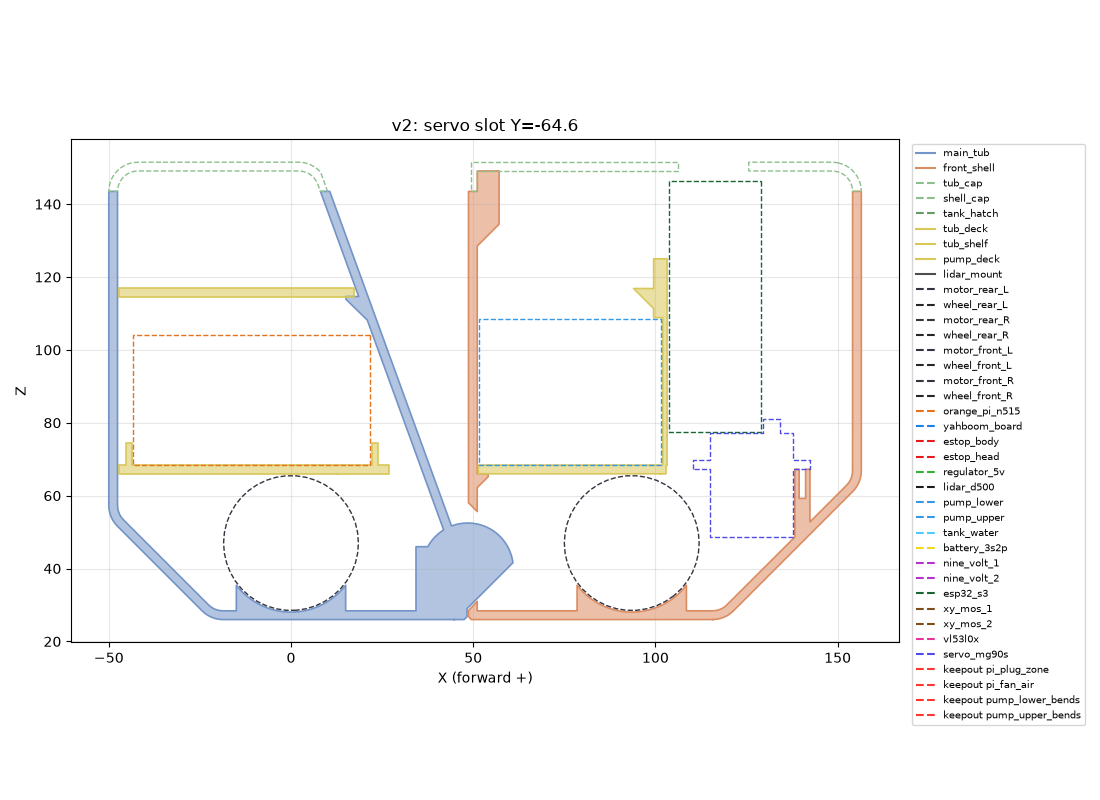 v2: servo slot Y=-64.6
140
120
100
80
60
40
20
Z
−50
0
50
100
150
X (forward +)
main_tub
front_shell
tub_cap
shell_cap
tank_hatch
tub_deck
tub_shelf
pump_deck
lidar_mount
motor_rear_L
wheel_rear_L
motor_rear_R
wheel_rear_R
motor_front_L
wheel_front_L
motor_front_R
wheel_front_R
orange_pi_n515
yahboom_board
estop_body
estop_head
regulator_5v
lidar_d500
pump_lower
pump_upper
tank_water
battery_3s2p
nine_volt_1
nine_volt_2
esp32_s3
xy_mos_1
xy_mos_2
vl53l0x
servo_mg90s
keepout pi_plug_zone
keepout pi_fan_air
keepout pump_lower_bends
keepout pump_upper_bends